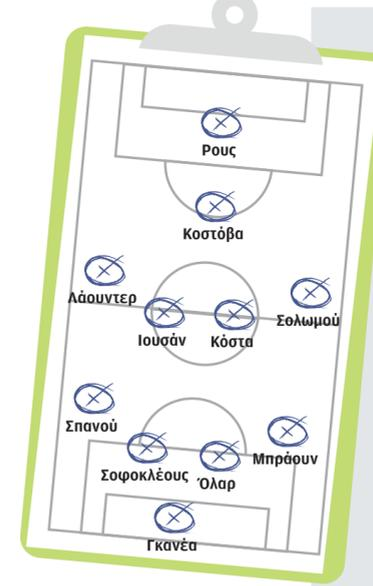 Ρους
Κοστόβα
Λάουντερ
Σολωμού
Ιουσάν
Κόστα
Σπανού
Μπράουν
Σοφοκλέους
Όλαρ
Γκανέα